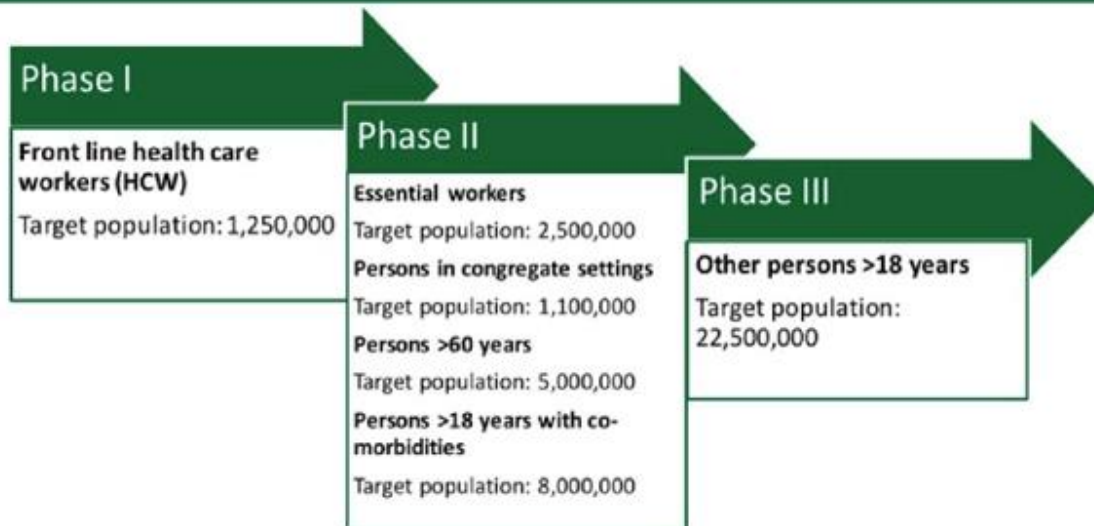 Phase I
Front line health care
workers (HCW)
Target population: 1,250,000
Phase II
Essential workers
Target population: 2,500,000
Persons in congregate settings
Target population: 1,100,000
Persons >60 years
Target population: 5,000,000
Persons >18 years with co-
morbidities
Target population: 8,000,000
Phase III
Other persons >18 years
Target population:
22,500,000